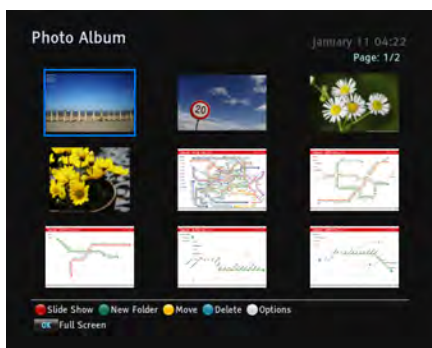 Photo Album
January 11 04:22
Page: 1/2
20
Slide Show New Folder Move Delete Options
OK Full Screen